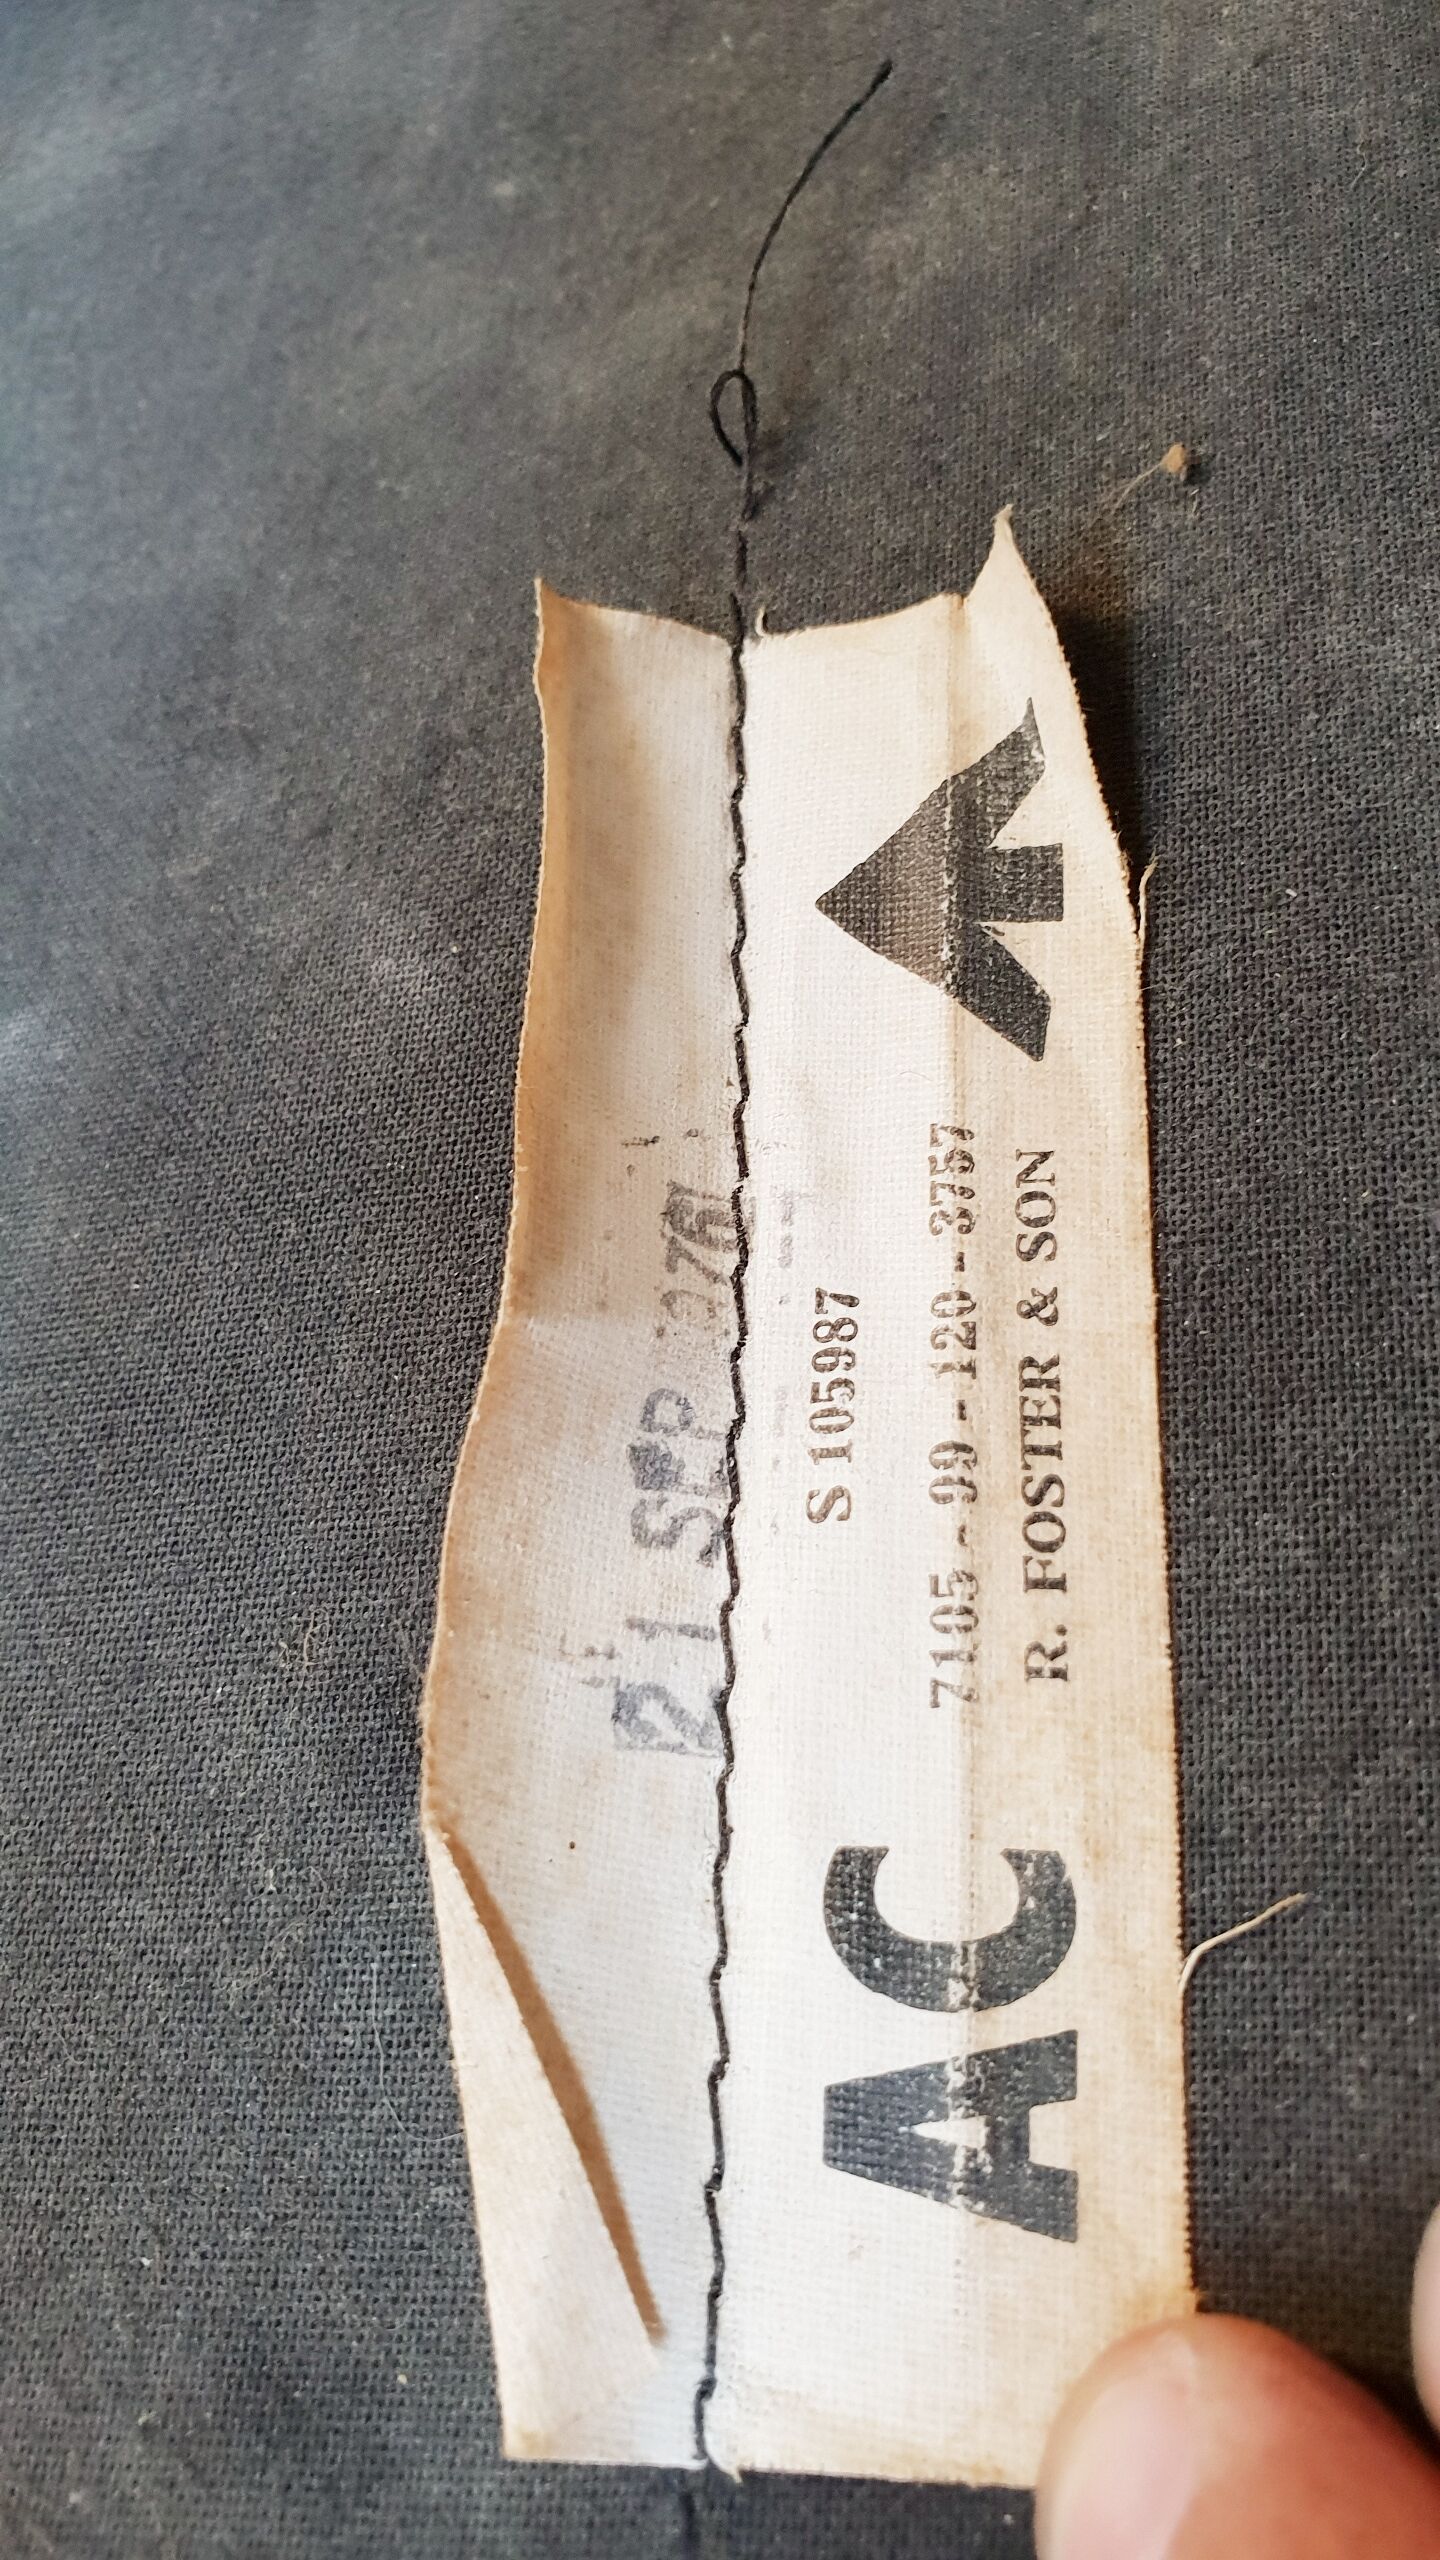 21 SEP 1976
AC
S 105987
7105 - 99 - 120 - 3757
R. FOSTER & SON